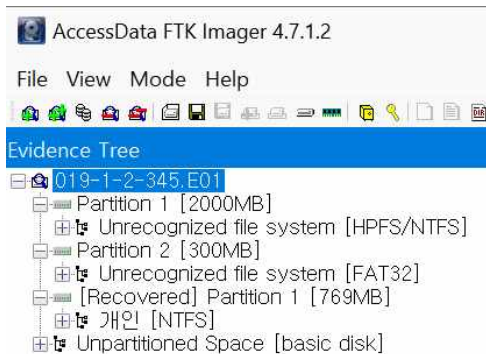 AccessData FTK Imager 4.7.1.2
File View Mode Help
DIR
Evidence Tree
019-1-2-345.E01
Partition 1 [2000MB]
Unrecognized file system [HPFS/NTFS]
Partition 2 [300MB]
Unrecognized file system [FAT32]
[Recovered] Partition 1 [769MB]
개인 [NTFS]
Unpartitioned Space [basic disk]